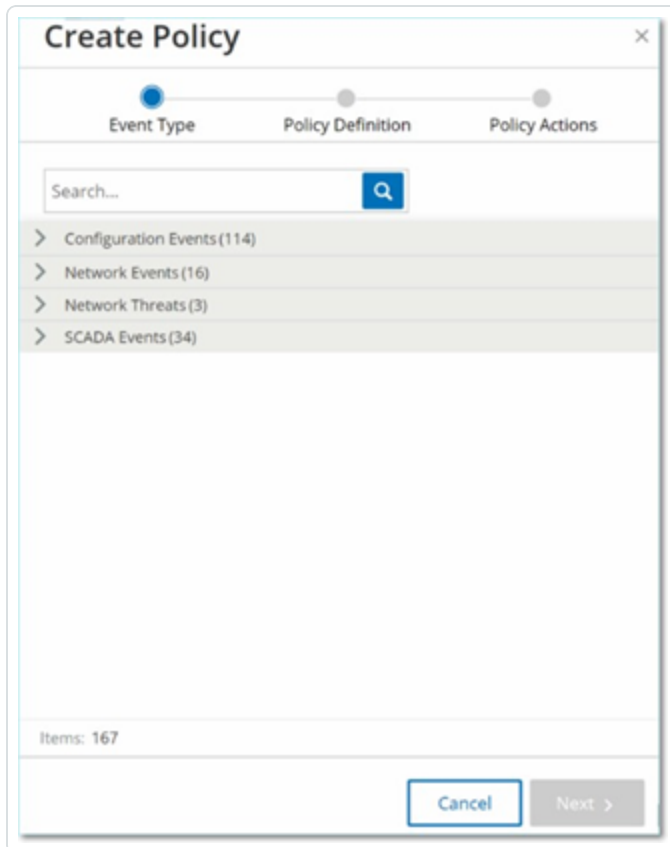 Create Policy
Event Type Policy Definition Policy Actions
Search...
Configuration Events (114)
Network Events (16)
Network Threats (3)
SCADA Events (34)
Items: 167
Cancel Next